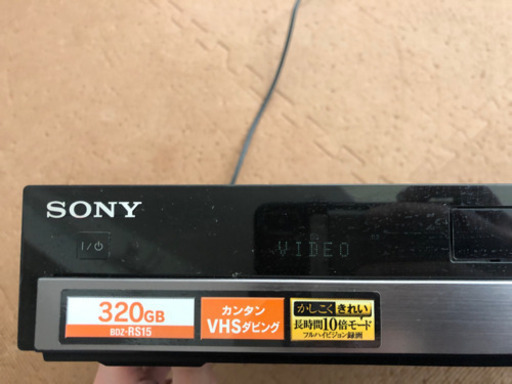 SONY
I/⏻
VIDEO
320GB
BDZ-RS15
カンタン
VHSダビング
かしこく きれい
長時間10倍モード
フルハイビジョン録画